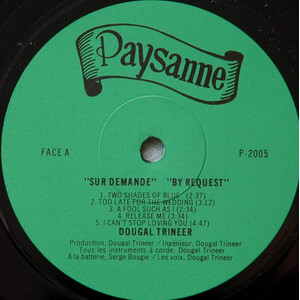 Paysanne
FACE A
P-2005
"SUR DEMANDE" "BY REQUEST"
1. TWO SHADES OF BLUE (2:37)
2. TOO LATE FOR THE WEDDING (3:12)
3. A FOOL SUCH AS I (2:34)
4. RELEASE ME (3:34)
5. I CAN'T STOP LOVING YOU (4:47)
DOUGAL TRINEER
Production, Dougal Trineer / Ingénieur, Dougal Trineer
Tous les instruments à corde, Dougal Trineer
A la batterie, Serge Bougie / Les voix, Dougal Trineer